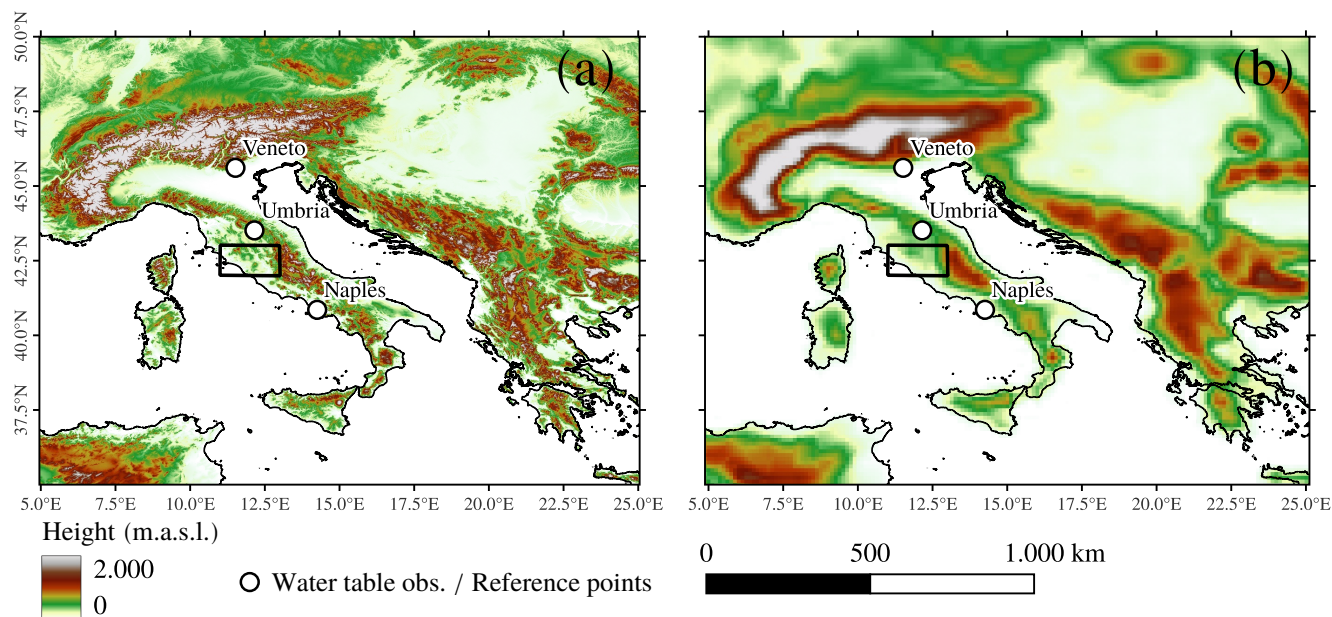 50.0°N
47.5°N
45.0°N
42.5°N
40.0°N
37.5°N
(a)
Veneto
Umbria
Naples
5.0°E 7.5°E 10.0°E 12.5°E 15.0°E 17.5°E 20.0°E 22.5°E 25.0°E
(b)
Veneto
Umbria
Naples
5.0°E 7.5°E 10.0°E 12.5°E 15.0°E 17.5°E 20.0°E 22.5°E 25.0°E
Height (m.a.s.l.)
2.000
0
Water table obs. / Reference points
0 500 1.000 km